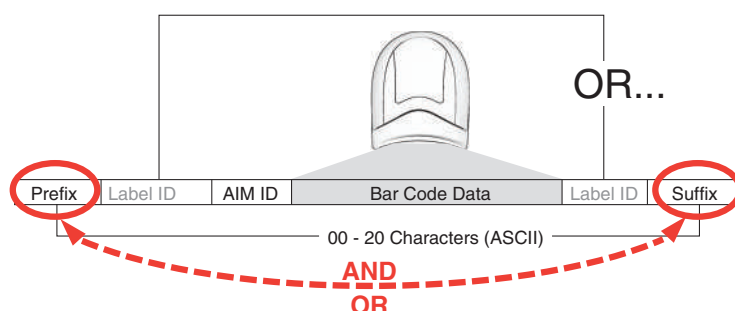 OR...
Prefix Label ID AIM ID Bar Code Data Label ID Suffix
00 - 20 Characters (ASCII)
AND
OR